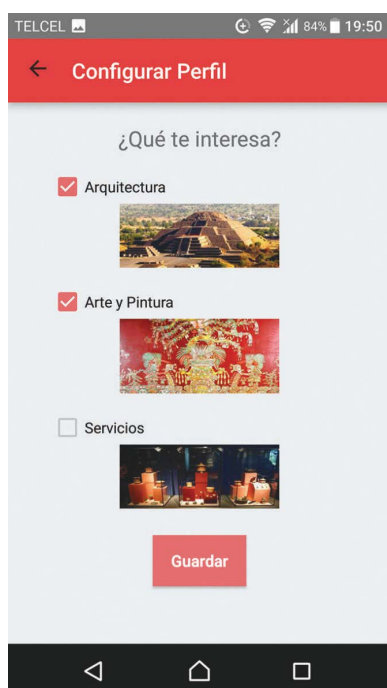 TELCEL 84% 19:50
Configurar Perfil
¿Qué te interesa?
Arquitectura
Arte y Pintura
Servicios
Guardar